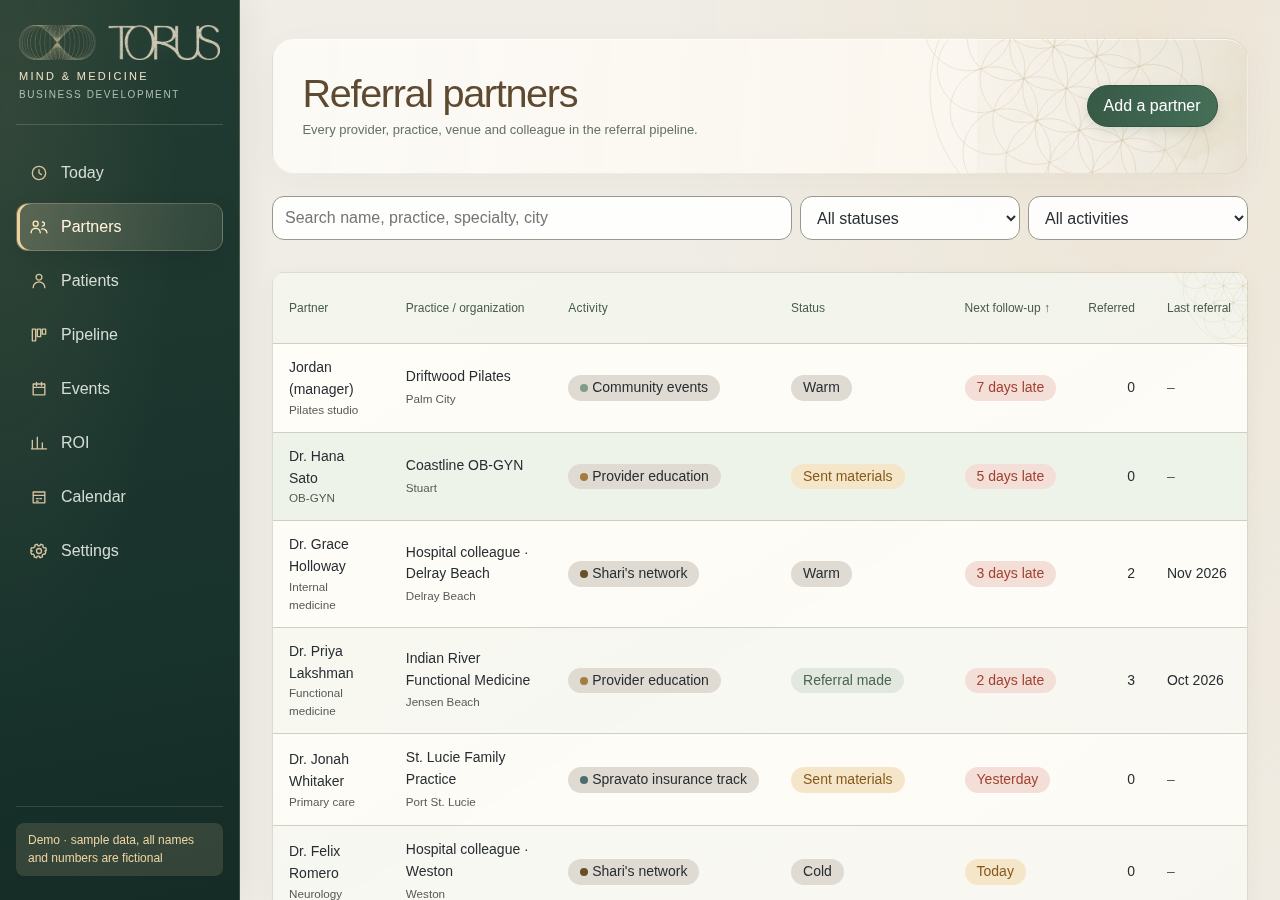 TORUS
MIND & MEDICINE
BUSINESS DEVELOPMENT
Today
Partners
Patients
Pipeline
Events
ROI
Calendar
Settings
Demo · sample data, all names
and numbers are fictional
Referral partners
Every provider, practice, venue and colleague in the referral pipeline.
Add a partner
Search name, practice, specialty, city
All statuses
All activities
Partner Practice / organization Activity Status Next follow-up ↑ Referred Last referral
Jordan
(manager)
Pilates studio
Driftwood Pilates
Palm City
Community events
Warm
7 days late
0
–
Dr. Hana
Sato
OB-GYN
Coastline OB-GYN
Stuart
Provider education
Sent materials
5 days late
0
–
Dr. Grace
Holloway
Internal
medicine
Hospital colleague ·
Delray Beach
Delray Beach
Shari's network
Warm
3 days late
2
Nov 2026
Dr. Priya
Lakshman
Functional
medicine
Indian River
Functional Medicine
Jensen Beach
Provider education
Referral made
2 days late
3
Oct 2026
Dr. Jonah
Whitaker
Primary care
St. Lucie Family
Practice
Port St. Lucie
Spravato insurance track
Sent materials
Yesterday
0
–
Dr. Felix
Romero
Neurology
Hospital colleague ·
Weston
Weston
Shari's network
Cold
Today
0
–